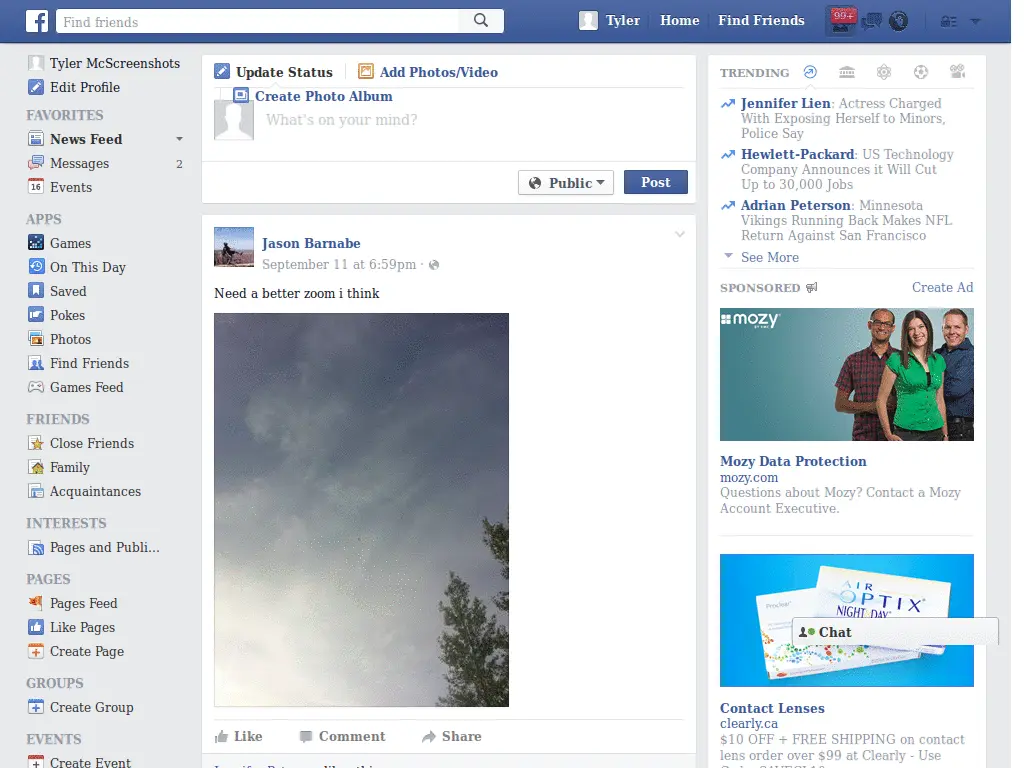 Find friends
Tyler
Home
Find Friends
99+
Tyler McScreenshots
Edit Profile
FAVORITES
News Feed
Messages
2
16
Events
APPS
Games
On This Day
Saved
Pokes
Photos
Find Friends
Games Feed
FRIENDS
Close Friends
Family
Acquaintances
INTERESTS
Pages and Publi...
PAGES
Pages Feed
Like Pages
Create Page
GROUPS
Create Group
EVENTS
Create Event
Update Status
Add Photos/Video
Create Photo Album
What's on your mind?
Public
Post
Jason Barnabe
September 11 at 6:59pm ·
Need a better zoom i think
Like
Comment
Share
TRENDING
Jennifer Lien: Actress Charged
With Exposing Herself to Minors,
Police Say
Hewlett-Packard: US Technology
Company Announces it Will Cut
Up to 30,000 Jobs
Adrian Peterson: Minnesota
Vikings Running Back Makes NFL
Return Against San Francisco
See More
SPONSORED
Create Ad
mozy
Mozy Data Protection
mozy.com
Questions about Mozy? Contact a Mozy
Account Executive.
AIR
OPTIX
NIGHT & DAY
Chat
Contact Lenses
clearly.ca
$10 OFF + FREE SHIPPING on contact
lens order over $99 at Clearly - Use